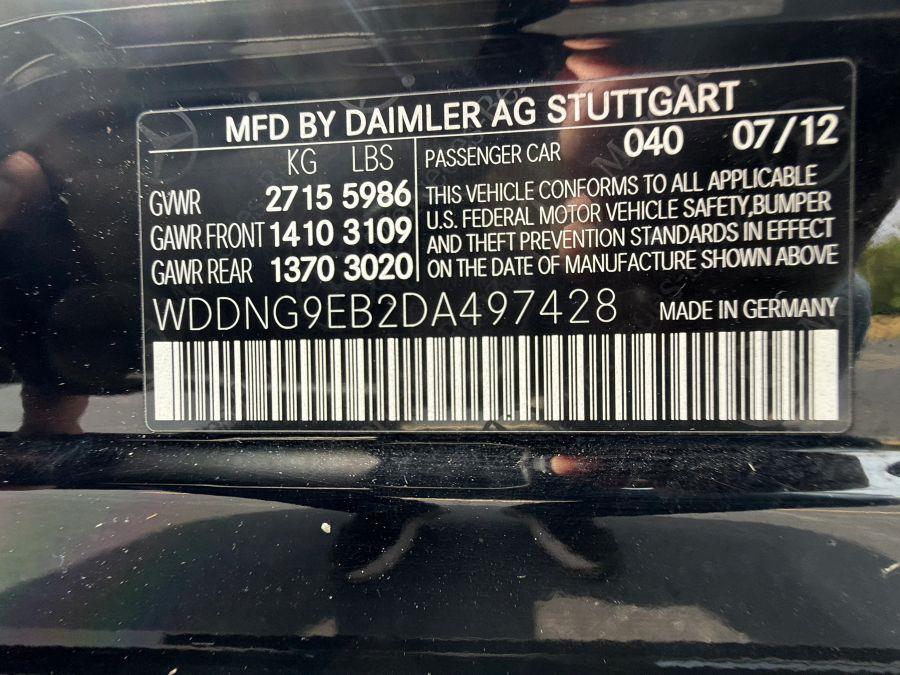 MFD BY DAIMLER AG STUTTGART
KG LBS
GVWR 2715 5986
GAWR FRONT 1410 3109
GAWR REAR 1370 3020
PASSENGER CAR 040 07/12
THIS VEHICLE CONFORMS TO ALL APPLICABLE
U.S. FEDERAL MOTOR VEHICLE SAFETY,BUMPER
AND THEFT PREVENTION STANDARDS IN EFFECT
ON THE DATE OF MANUFACTURE SHOWN ABOVE
WDDNG9EB2DA497428 MADE IN GERMANY